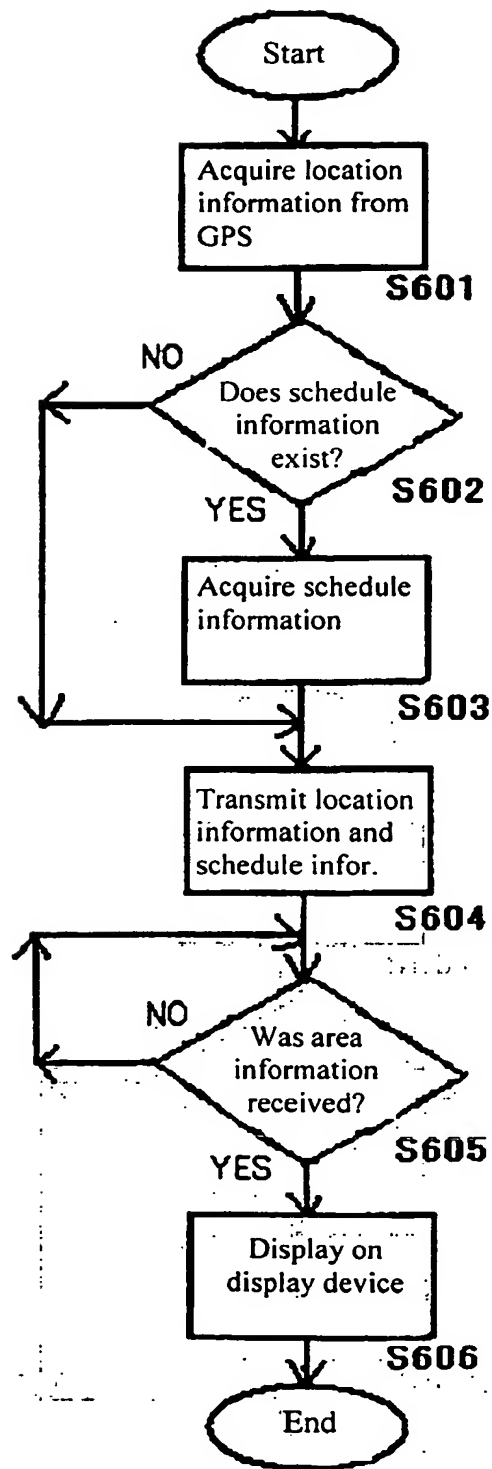 Start
Acquire location
information from
GPS
S601
NO
Does schedule
information
exist?
S602
YES
Acquire schedule
information
S603
Transmit location
information and
schedule infor.
S604
NO
Was area
information
received?
S605
YES
Display on
display device
S606
End